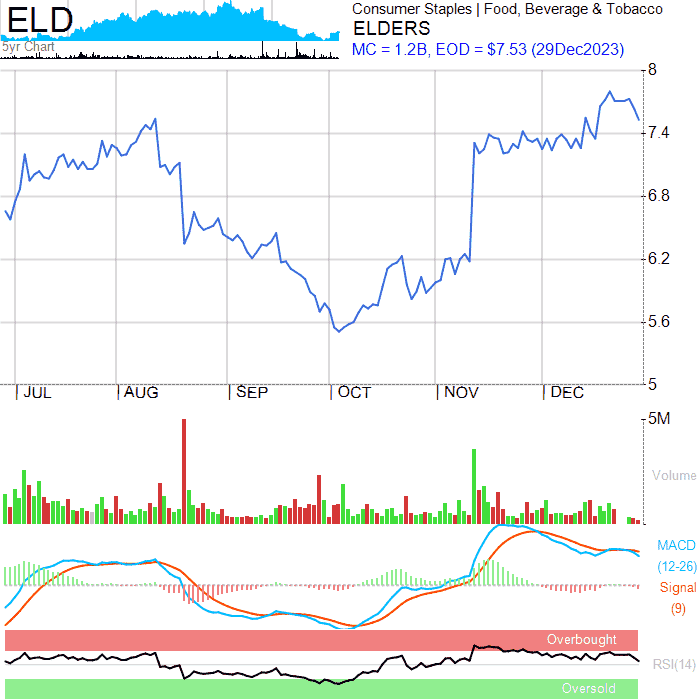 ELD
5yr Chart
Consumer Staples | Food, Beverage & Tobacco
ELDERS
MC = 1.2B, EOD = $7.53 (29Dec2023)
8
7.4
6.8
6.2
5.6
5
JUL AUG SEP OCT NOV DEC
5M
Volume
MACD
(12-26)
Signal
(9)
Overbought
RSI(14)
Oversold